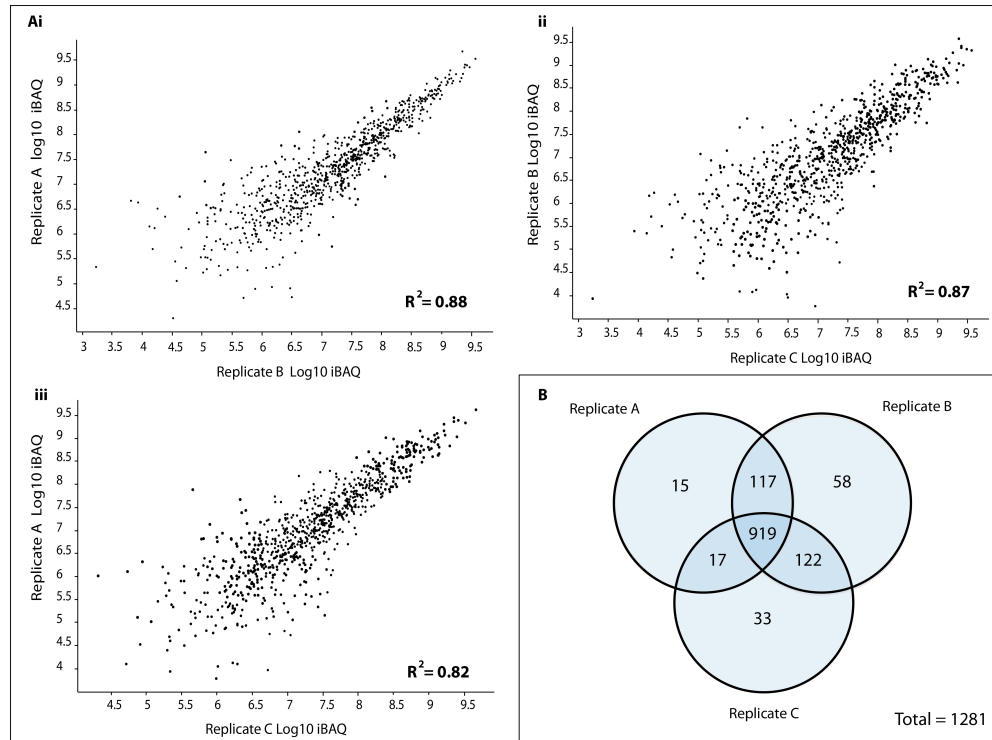 Ai
9.5
9
8.5
8
7.5
7
6.5
6
5.5
5
4.5
Replicate A log10 iBAQ
3 3.5 4 4.5 5 5.5 6 6.5 7 7.5 8 8.5 9 9.5
Replicate B Log10 iBAQ
R2= 0.88
ii
9.5
9
8.5
8
7.5
7
6.5
6
5.5
5
4.5
4
Replicate B Log10 iBAQ
3 3.5 4 4.5 5 5.5 6 6.5 7 7.5 8 8.5 9 9.5
Replicate C Log10 iBAQ
R2= 0.87
iii
9.5
9
8.5
8
7.5
7
6.5
6
5.5
5
4.5
4
Replicate A Log10 iBAQ
4.5 5 5.5 6 6.5 7 7.5 8 8.5 9 9.5
Replicate C Log10 iBAQ
R2= 0.82
B
Replicate A
Replicate B
15
117
58
919
17
122
33
Replicate C
Total = 1281